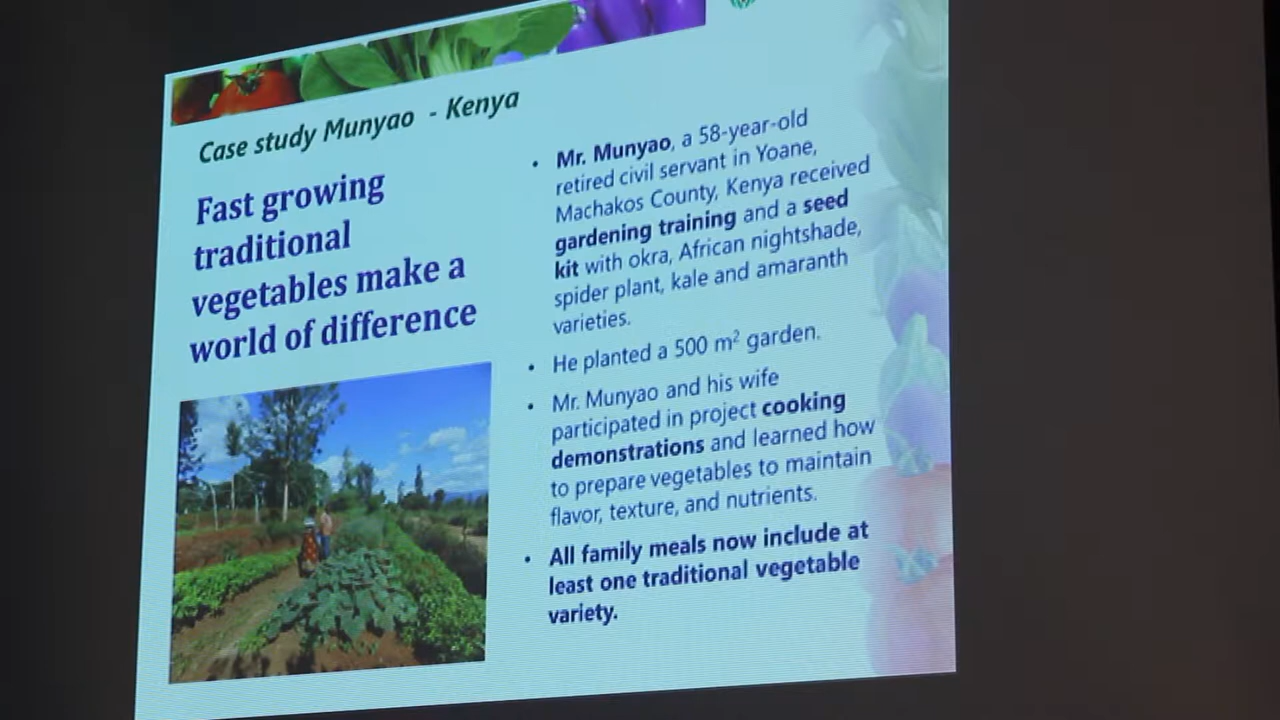 Case study Munyao - Kenya
Fast growing
traditional
vegetables make a
world of difference
• Mr. Munyao, a 58-year-old
retired civil servant in Yoane,
Machakos County, Kenya received
gardening training and a seed
kit with okra, African nightshade,
spider plant, kale and amaranth
varieties.
• He planted a 500 m² garden.
• Mr. Munyao and his wife
participated in project cooking
demonstrations and learned how
to prepare vegetables to maintain
flavor, texture, and nutrients.
• All family meals now include at
least one traditional vegetable
variety.